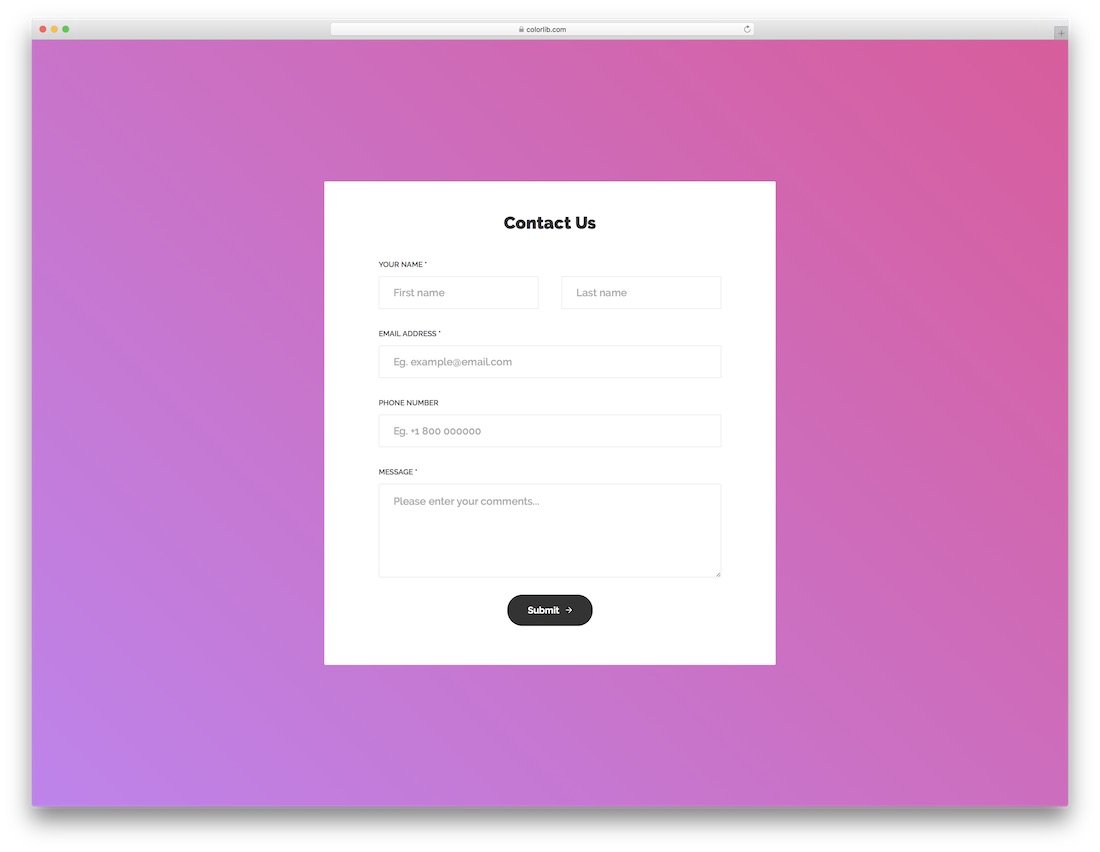 colorlib.com
Contact Us
YOUR NAME *
First name Last name
EMAIL ADDRESS *
Eg. example@email.com
PHONE NUMBER
Eg. +1 800 000000
MESSAGE *
Please enter your comments...
Submit →